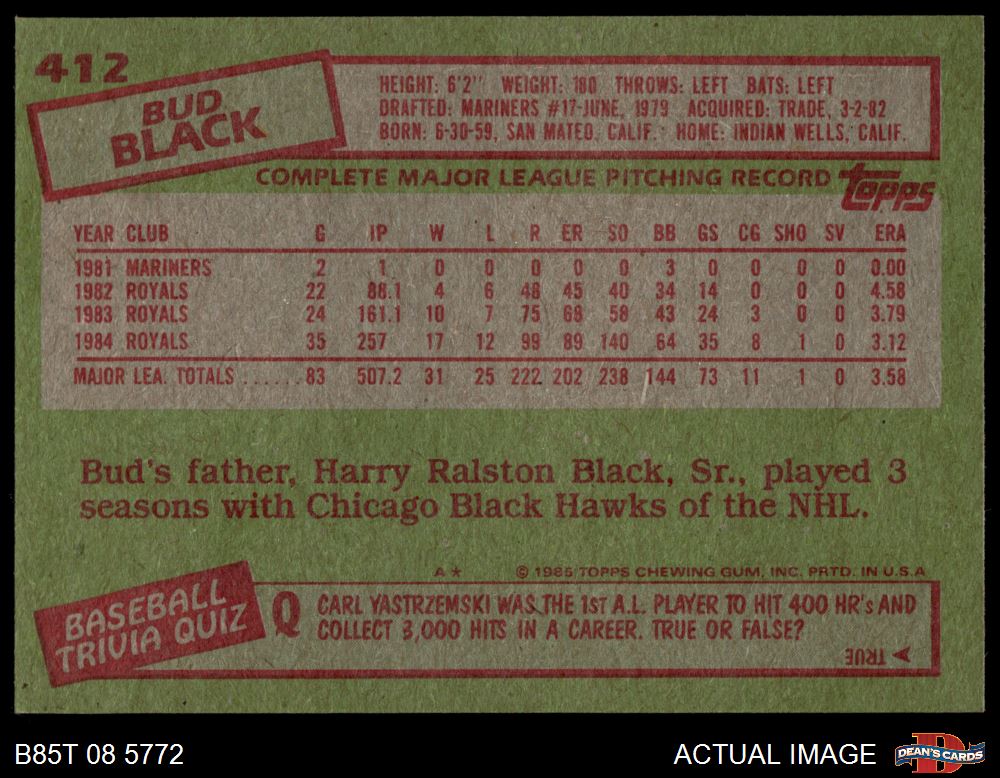 412
BUD
BLACK
HEIGHT: 6'2" WEIGHT: 180 THROWS: LEFT BATS: LEFT
DRAFTED: MARINERS #17-JUNE, 1979 ACQUIRED: TRADE, 3-2-82
BORN: 6-30-59, SAN MATEO, CALIF. · HOME: INDIAN WELLS, CALIF.
COMPLETE MAJOR LEAGUE PITCHING RECORD topps
YEAR CLUB G IP W L R ER SO BB GS CG SHO SV ERA
1981 MARINERS 2 1 0 0 0 0 0 3 0 0 0 0 0.00
1982 ROYALS 22 88.1 4 6 48 45 40 34 14 0 0 0 4.58
1983 ROYALS 24 161.1 10 7 75 68 58 43 24 3 0 0 3.79
1984 ROYALS 35 257 17 12 99 89 140 64 35 8 1 0 3.12
MAJOR LEA. TOTALS ...... 83 507.2 31 25 222 202 238 144 73 11 1 0 3.58
Bud's father, Harry Ralston Black, Sr., played 3
seasons with Chicago Black Hawks of the NHL.
A* © 1985 TOPPS CHEWING GUM, INC. PRTD. IN U.S.A
BASEBALL
TRIVIA QUIZ
Q CARL YASTRZEMSKI WAS THE 1ST A.L. PLAYER TO HIT 400 HR's AND
COLLECT 3,000 HITS IN A CAREER. TRUE OR FALSE?
TRUE
B85T 08 5772
ACTUAL IMAGE
D
DEAN'S CARDS